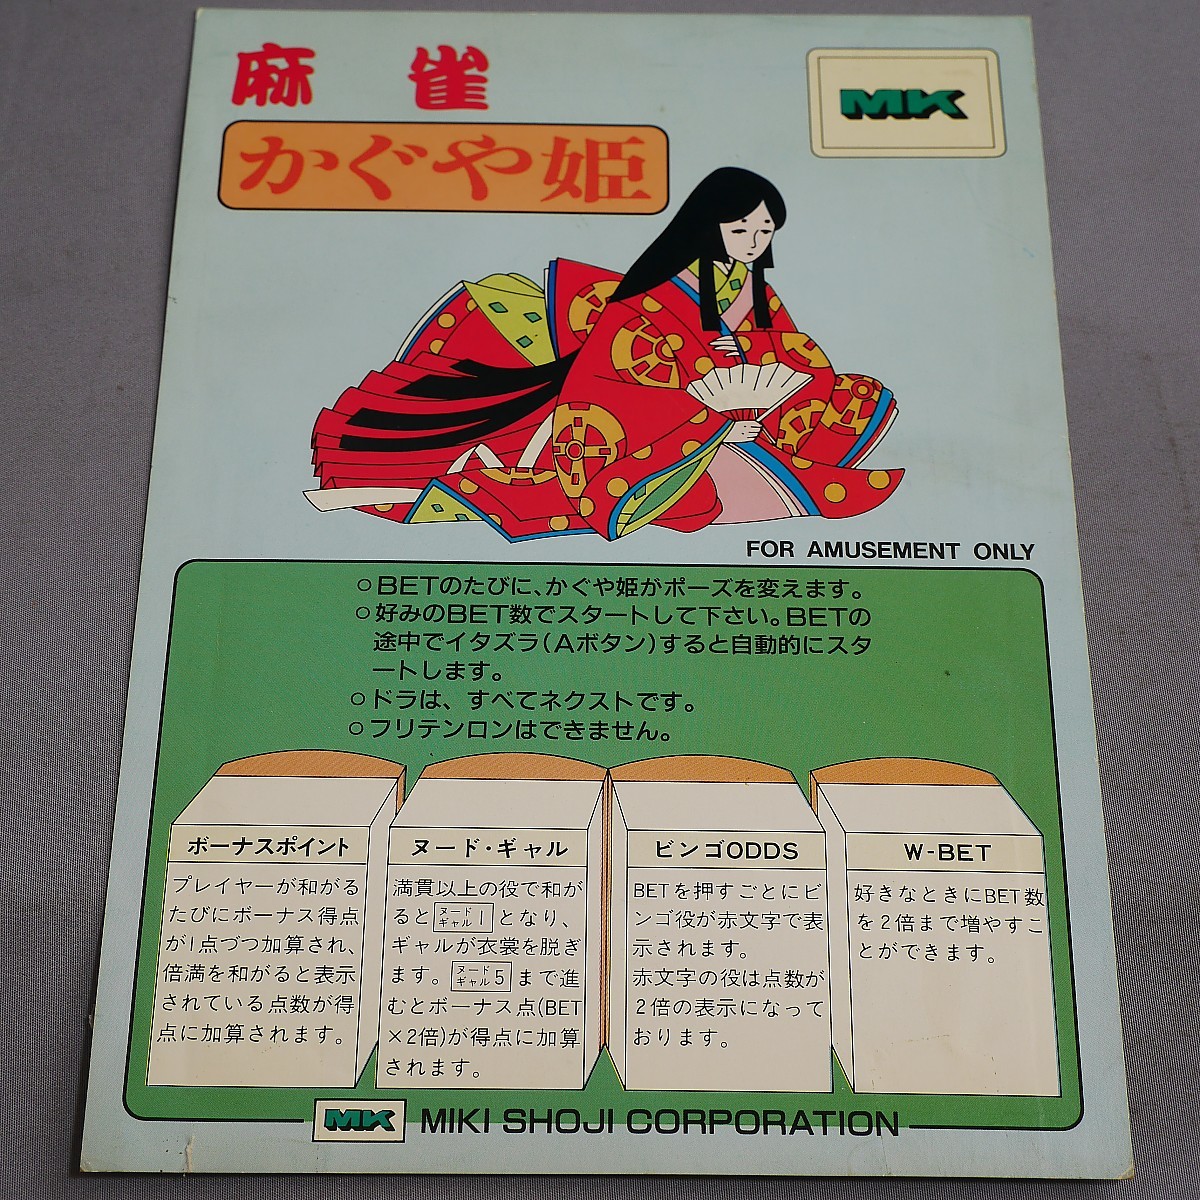 麻雀
かぐや姫
MK
FOR AMUSEMENT ONLY
○BETのたびに、かぐや姫がポーズを変えます。
○好みのBET数でスタートして下さい。BETの
途中でイタズラ(Aボタン)すると自動的にスタ
ートします。
○ドラは、すべてネクストです。
○フリテンロンはできません。
ボーナスポイント
プレイヤーが和がる
たびにボーナス得点
が1点づつ加算され、
倍満を和がると表示
されている点数が得
点に加算されます。
ヌード・ギャル
満貫以上の役で和が
るとヌードギャル1となり、
ギャルが衣裳を脱ぎ
ます。ヌードギャル5まで進
むとボーナス点(BET
×2倍)が得点に加算
されます。
ビンゴODDS
BETを押すごとにビ
ンゴ役が赤文字で表
示されます。
赤文字の役は点数が
2倍の表示になって
おります。
W-BET
好きなときにBET数
を2倍まで増やすこ
とができます。
MK MIKI SHOJI CORPORATION